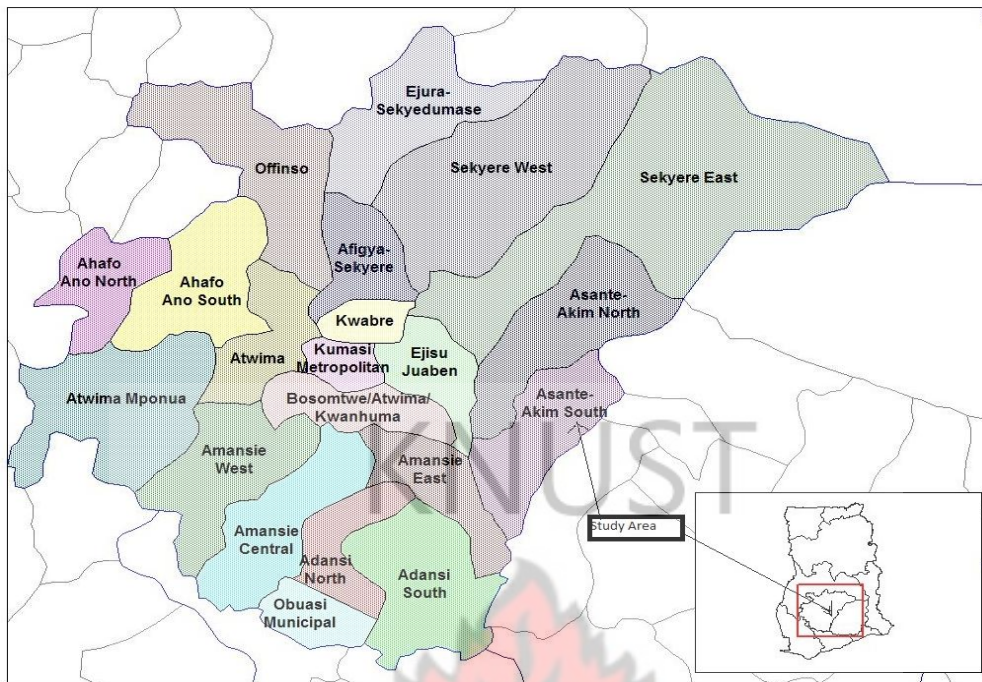 Ejura-
Sekyedumase
Offinso
Sekyere West
Sekyere East
Afigya-
Sekyere
Ahafo
Ano North
Ahafo
Ano South
Asante-
Akim North
Kwabre
Atwima
Kumasi
Metropolitan
Ejisu
Juaben
Atwima Mponua
Bosomtwe/Atwima/
Kwanhuma
Asante-
Akim South
KNUST
Amansie
West
Amansie
East
Study Area
Amansie
Central
Adansi
North
Adansi
South
Obuasi
Municipal